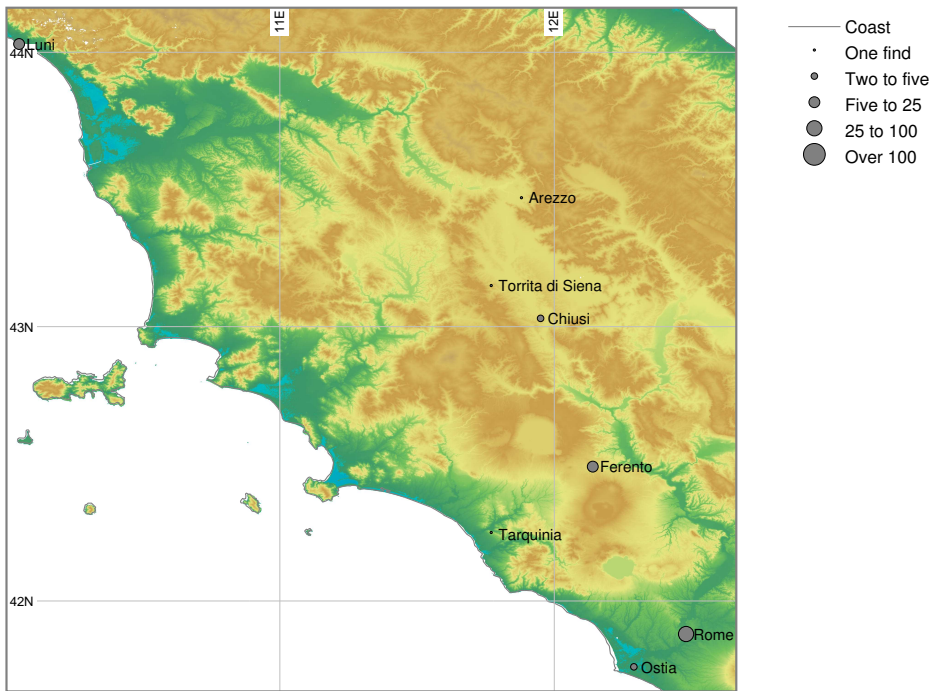 11E
12E
Luni
44N
Arezzo
Torrita di Siena
Chiusi
43N
Ferento
Tarquinia
42N
Rome
Ostia
Coast
One find
Two to five
Five to 25
25 to 100
Over 100